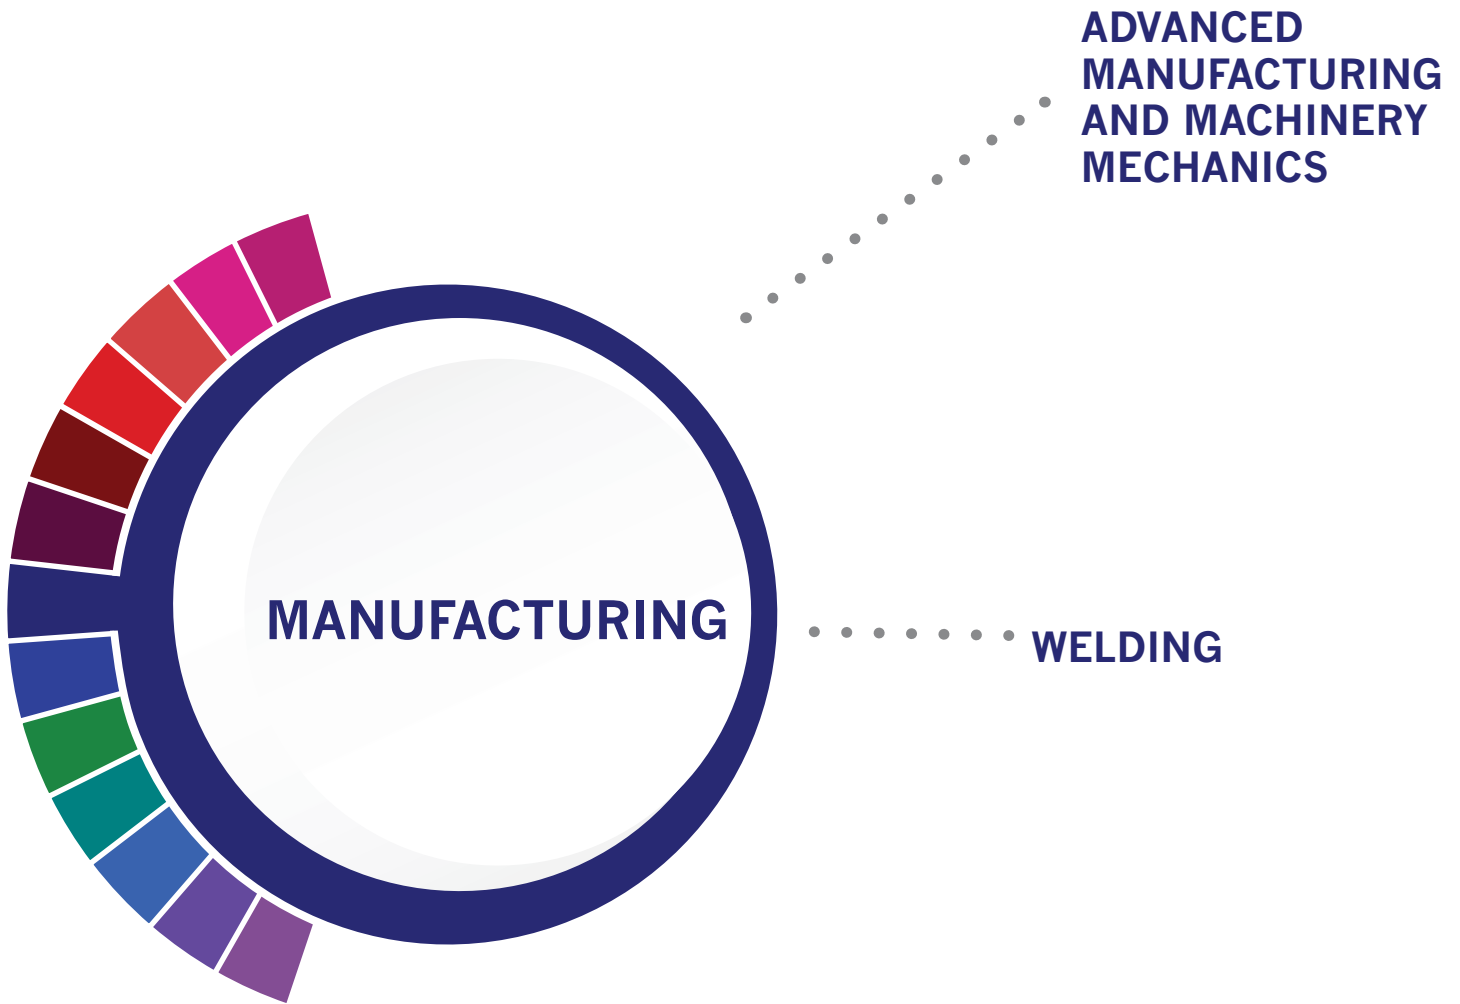 ADVANCED
MANUFACTURING
AND MACHINERY
MECHANICS
MANUFACTURING
WELDING